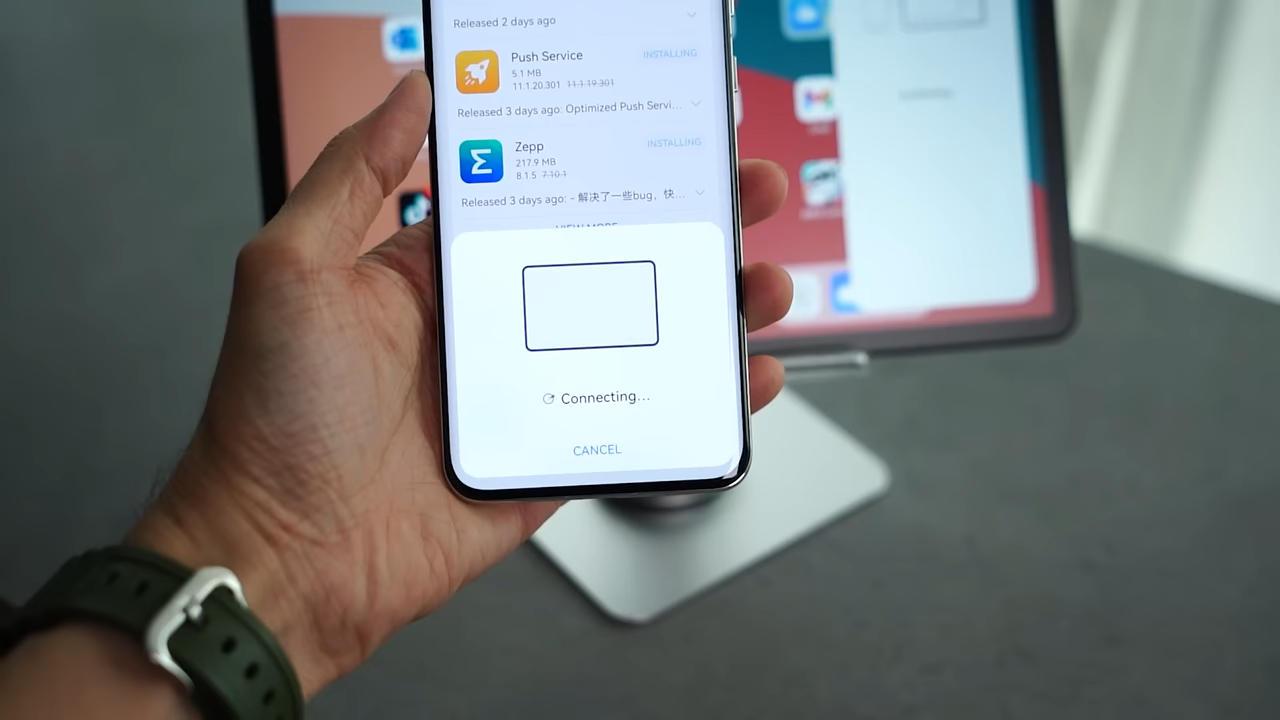 Released 2 days ago
Push Service
INSTALLING
5.1 MB
11.1.20.301 11.1.19.301
Released 3 days ago: Optimized Push Servi...
Zepp
INSTALLING
217.9 MB
8.1.5 7.10.1
Released 3 days ago: - 解决了一些bug，快...
VIEW MORE
Connecting...
CANCEL